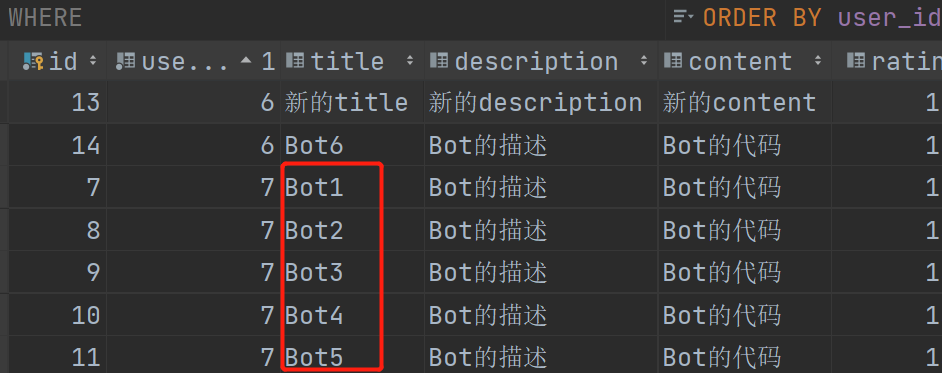 WHERE ORDER BY user_id
id use... 1 title description content ratin
13 6 新的title 新的description 新的content 1
14 6 Bot6 Bot的描述 Bot的代码 1
7 7 Bot1 Bot的描述 Bot的代码 1
8 7 Bot2 Bot的描述 Bot的代码 1
9 7 Bot3 Bot的描述 Bot的代码 1
10 7 Bot4 Bot的描述 Bot的代码 1
11 7 Bot5 Bot的描述 Bot的代码 1